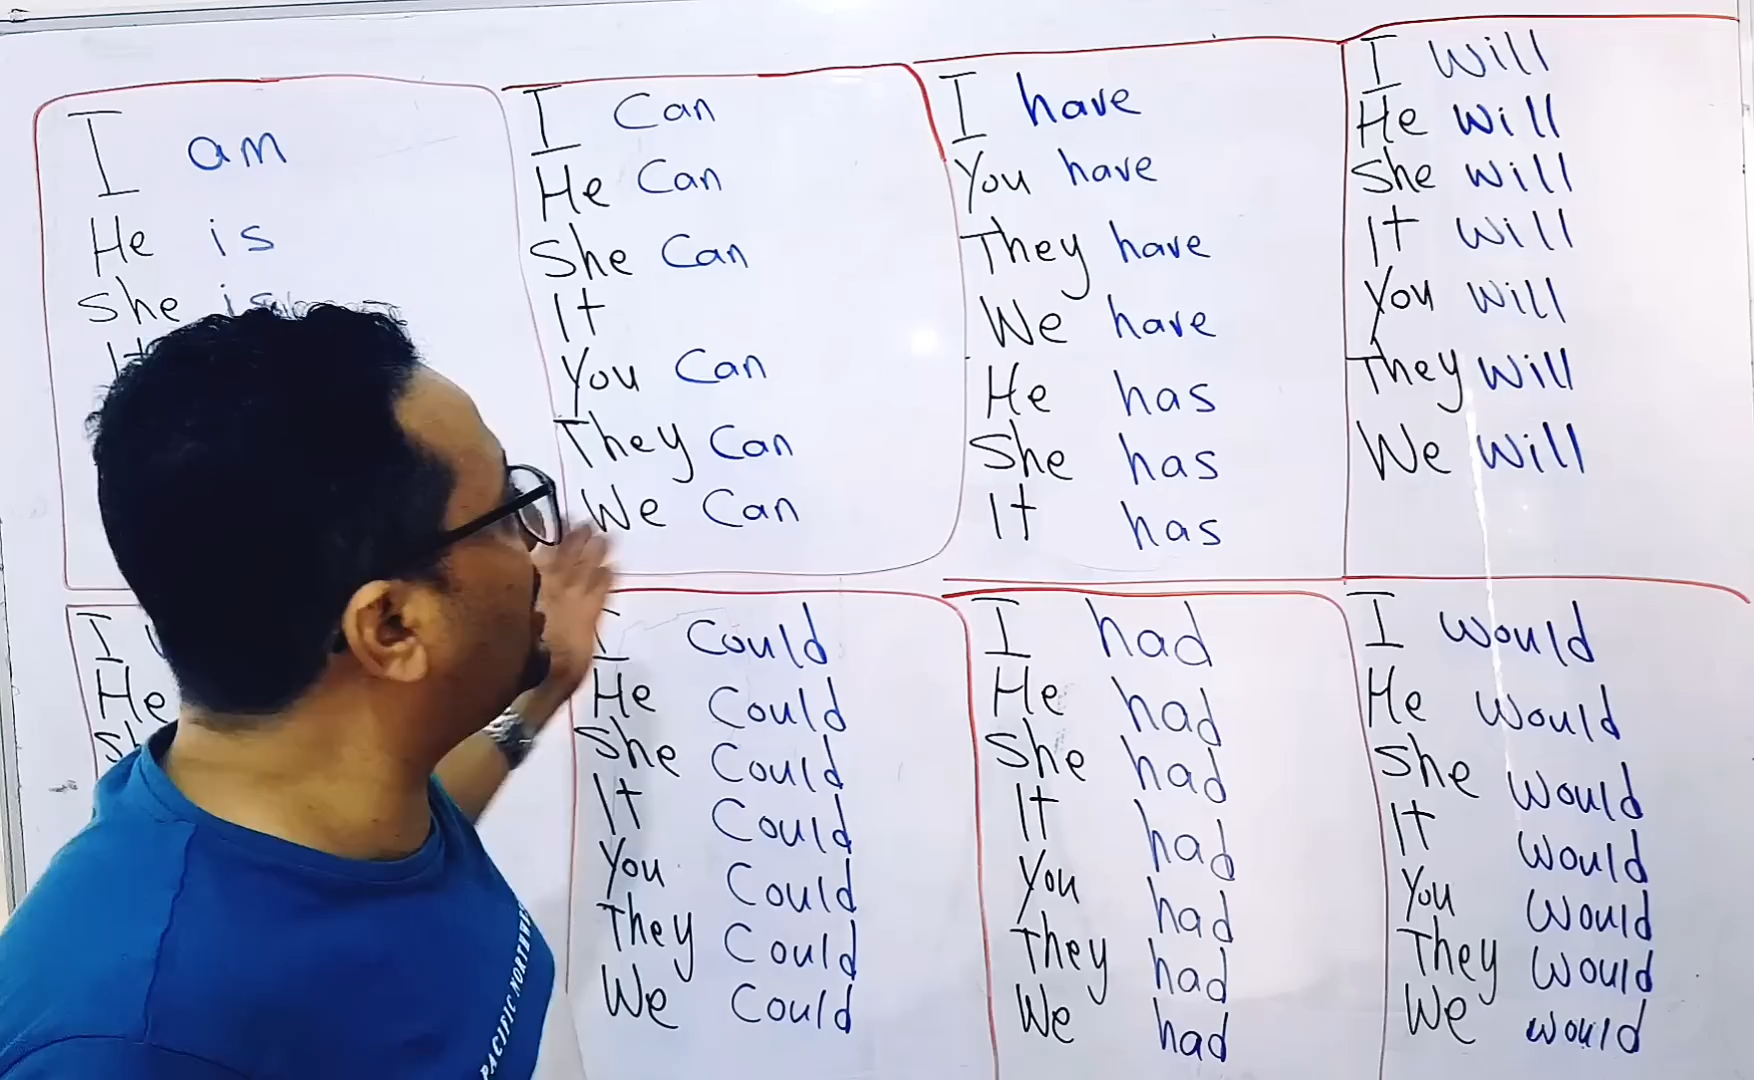 I am
He is
She is
It
I Can
He Can
She Can
It
You Can
They Can
We Can
I have
You have
They have
We have
He has
She has
It has
I Will
He Will
She Will
It Will
You Will
They Will
We Will
I
He
I Could
He Could
She Could
It Could
You Could
They Could
We Could
I had
He had
She had
It had
You had
They had
We had
I Would
He Would
She Would
It Would
You Would
They Would
We Would
PACIFIC